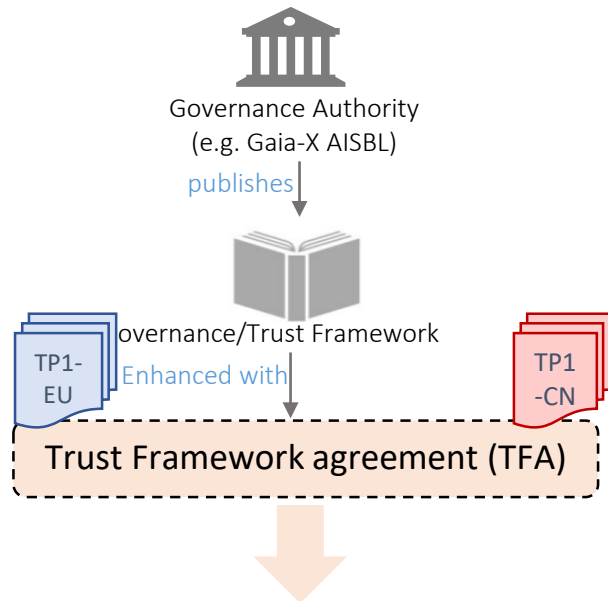 Governance Authority
(e.g. Gaia-X AISBL)
publishes
overnance/Trust Framework
TP1-
EU
Enhanced with
TP1
-CN
Trust Framework agreement (TFA)